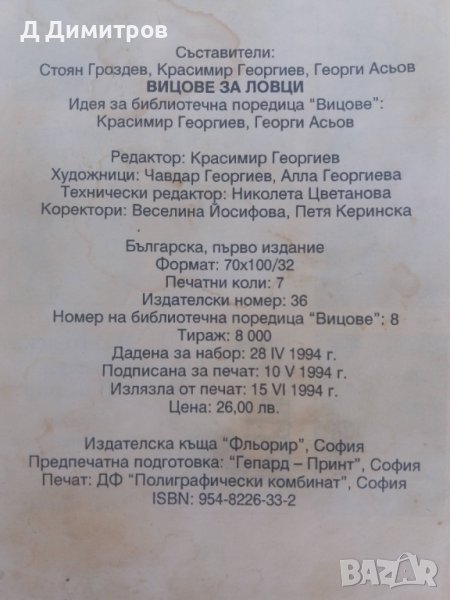 Д Димитров
Съставители:
Стоян Гроздев, Красимир Георгиев, Георги Асьов
ВИЦОВЕ ЗА ЛОВЦИ
Идея за библиотечна поредица "Вицове":
Красимир Георгиев, Георги Асьов
Редактор: Красимир Георгиев
Художници: Чавдар Георгиев, Алла Георгиева
Технически редактор: Николета Цветанова
Коректори: Веселина Йосифова, Петя Керинска
Българска, първо издание
Формат: 70х100/32
Печатни коли: 7
Издателски номер: 36
Номер на библиотечна поредица "Вицове": 8
Тираж: 8 000
Дадена за набор: 28 IV 1994 г.
Подписана за печат: 10 V 1994 г.
Излязла от печат: 15 VI 1994 г.
Цена: 26,00 лв.
Издателска къща "Фльорир", София
Предпечатна подготовка: "Гепард – Принт", София
Печат: ДФ "Полиграфически комбинат", София
ISBN: 954-8226-33-2
BAZAR